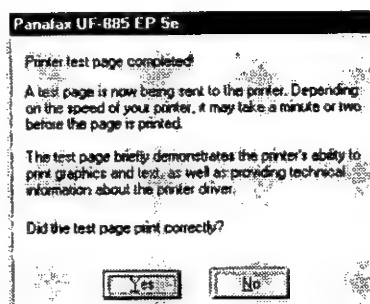 Panafax UF-885 EP Se
Printer test page completed!
A test page is now being sent to the printer. Depending
on the speed of your printer, it may take a minute or two
before the page is printed.
The test page briefly demonstrates the printer's ability to
print graphics and text, as well as providing technical
information about the printer driver.
Did the test page print correctly?
Yes No